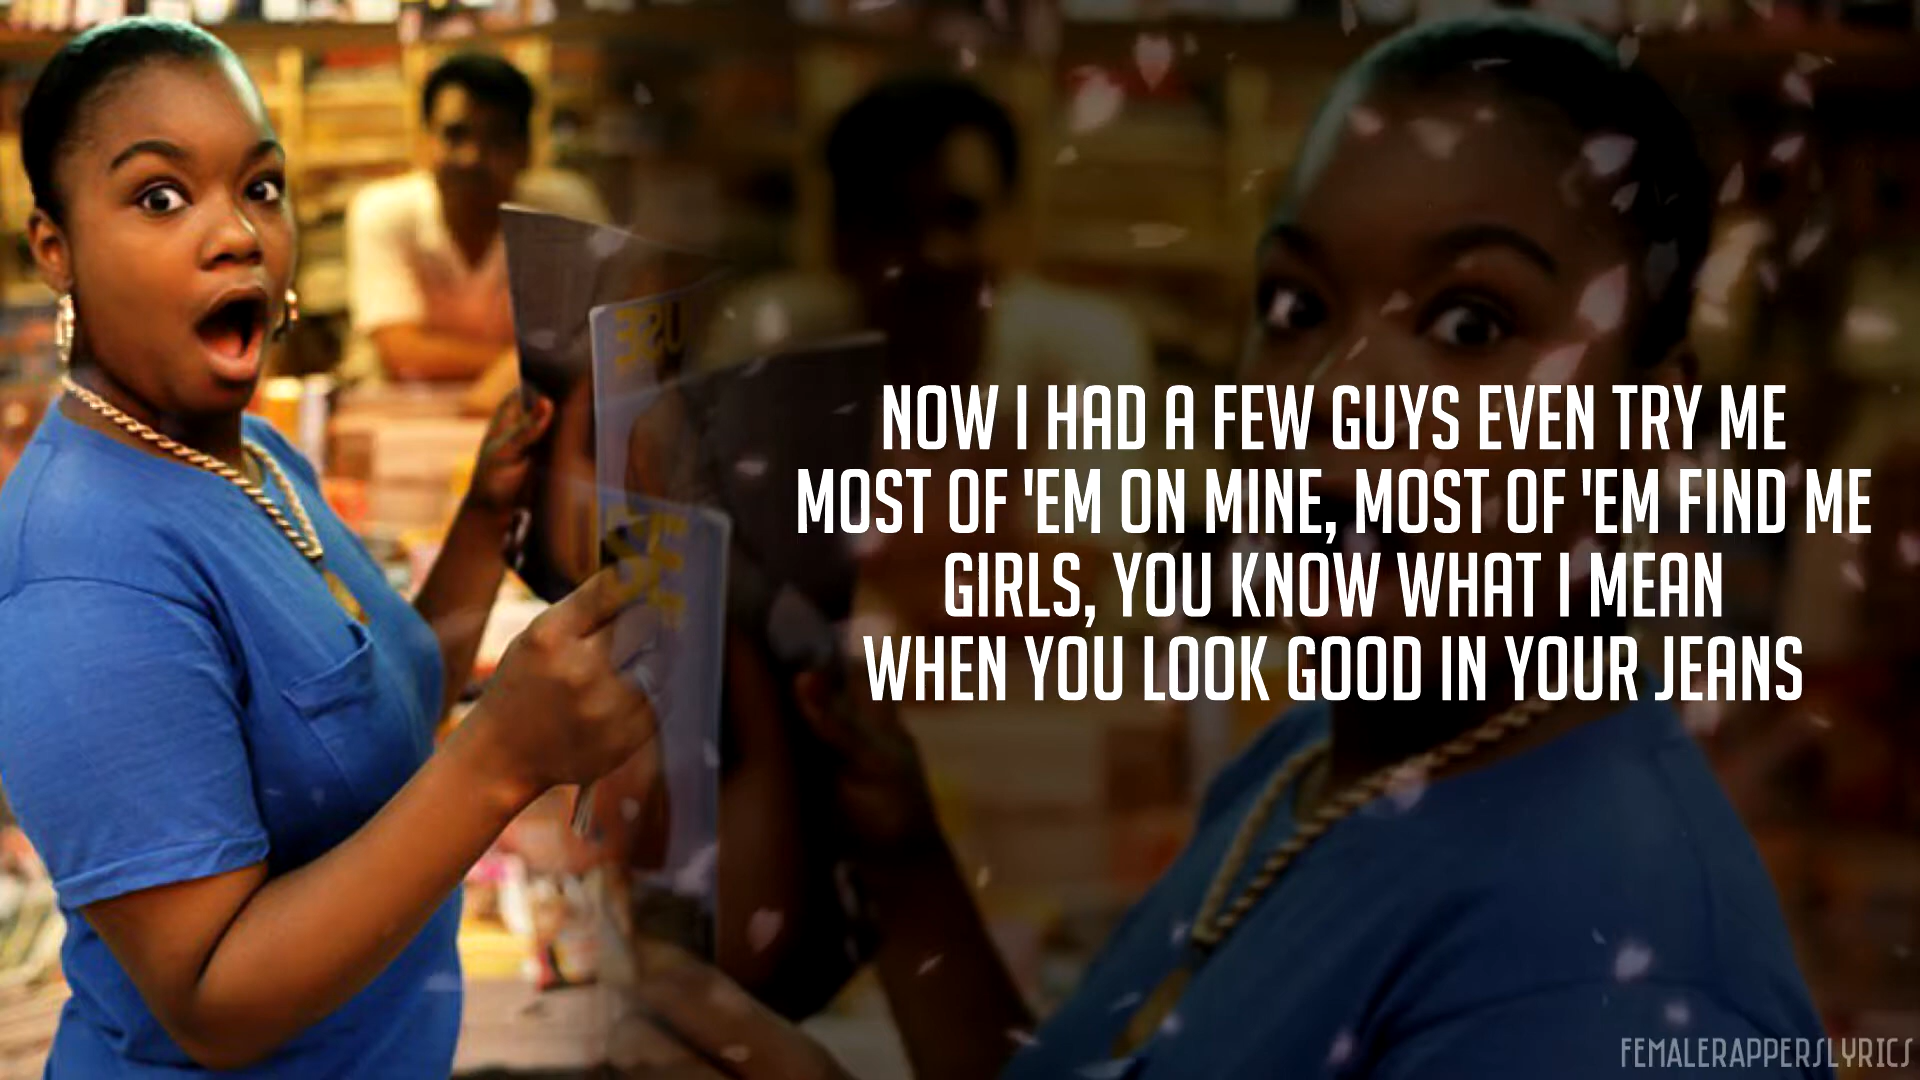 NOW I HAD A FEW GUYS EVEN TRY ME
MOST OF 'EM ON MINE, MOST OF 'EM FIND ME
GIRLS, YOU KNOW WHAT I MEAN
WHEN YOU LOOK GOOD IN YOUR JEANS
FEMALERAPPERSLYRICS